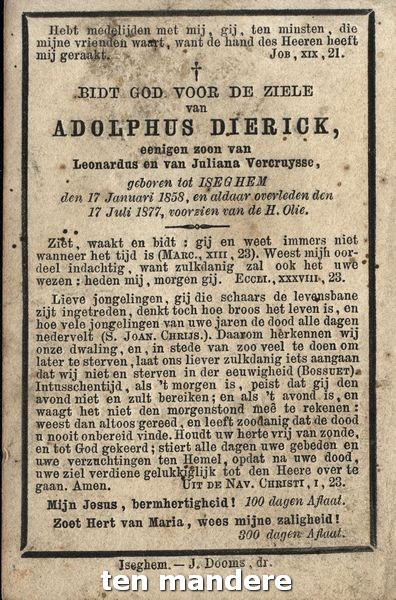 Hebt medelijden met mij, gij, ten minsten, die
mijne vrienden waart, want de hand des Heeren heeft
mij geraakt. JOB, XIX, 21.
†
BIDT GOD VOOR DE ZIELE
van
ADOLPHUS DIERICK,
eenigen zoon van
Leonardus en van Juliana Vercruysse,
geboren tot ISEGHEM
den 17 Januari 1858, en aldaar overleden den
17 Juli 1877, voorzien van de H. Olie.
Ziet, waakt en bidt : gij en weet immers niet
wanneer het tijd is (MARC., XIII, 23). Weest mijn oor-
deel indachtig, want zulkdanig zal ook het uwe
wezen : heden mij, morgen gij. ECCLI., XXXVIII, 23.
Lieve jongelingen, gij die schaars de levensbane
zijt ingetreden, denkt toch hoe broos het leven is, en
hoe vele jongelingen van uwe jaren de dood alle dagen
nedervelt (S. JOAN. CHRIJS.). Daarom herkennen wij
onze dwaling, en, in stede van zoo veel te doen om
later te sterven, laat ons liever zulkdanig iets aangaan
dat wij niet en sterven in der eeuwigheid (BOSSUET).
Intusschentijd, als 't morgen is, peist dat gij den
avond niet en zult bereiken; en als 't avond is, en
waagt het niet den morgenstond meê te rekenen :
weest dan altoos gereed, en leeft zoodanig dat de dood
u nooit onbereid vinde. Houdt uw herte vrij van zonde,
en tot God gekeerd; stiert alle dagen uwe gebeden en
uwe verzuchtingen ten Hemel, opdat na uwe dood,
uwe ziel verdiene gelukkiglijk tot den Heere over te
gaan. Amen. UIT DE NAV. CHRISTI, I, 23.
Mijn Jesus, bermhertigheid! 100 dagen Aflaat.
Zoet Hert van Maria, wees mijne zaligheid!
300 dagen Aflaat.
Iseghem. — J. Dooms, dr.
ten mandere